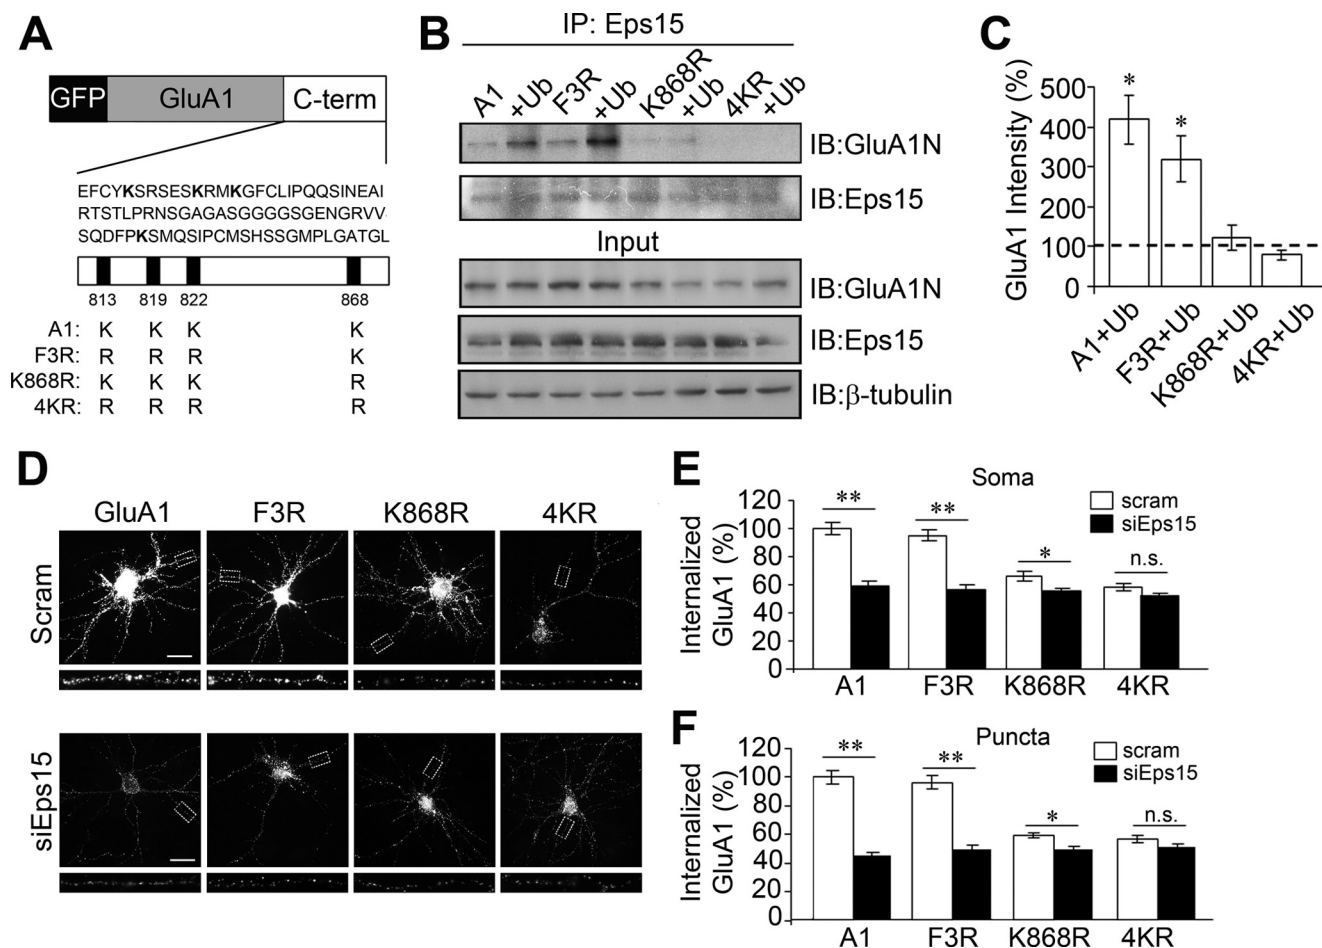 A
GFP GluA1 C-term
EFCYKSRSESKRMKGFCLIPQQSINEAI
RTSTLPRNSGAGASGGGGSGENGRVV
SQDFPKSMQSIPCMSHSSGMPLGATGL
813 819 822 868
A1: K K K K
F3R: R R R K
K868R: K K K R
4KR: R R R R
B
IP: Eps15
A1 +Ub F3R +Ub K868R +Ub 4KR +Ub
IB:GluA1N
IB:Eps15
Input
IB:GluA1N
IB:Eps15
IB:β-tubulin
C
GluA1 Intensity (%)
500
400
300
200
100
0
* *
A1+Ub F3R+Ub K868R+Ub 4KR+Ub
D
GluA1 F3R K868R 4KR
Scram
siEps15
E
Soma
Internalized
GluA1 (%)
120
100
80
60
40
20
0
** ** * n.s.
scram
siEps15
A1 F3R K868R 4KR
F
Puncta
Internalized
GluA1 (%)
120
100
80
60
40
20
0
** ** * n.s.
scram
siEps15
A1 F3R K868R 4KR